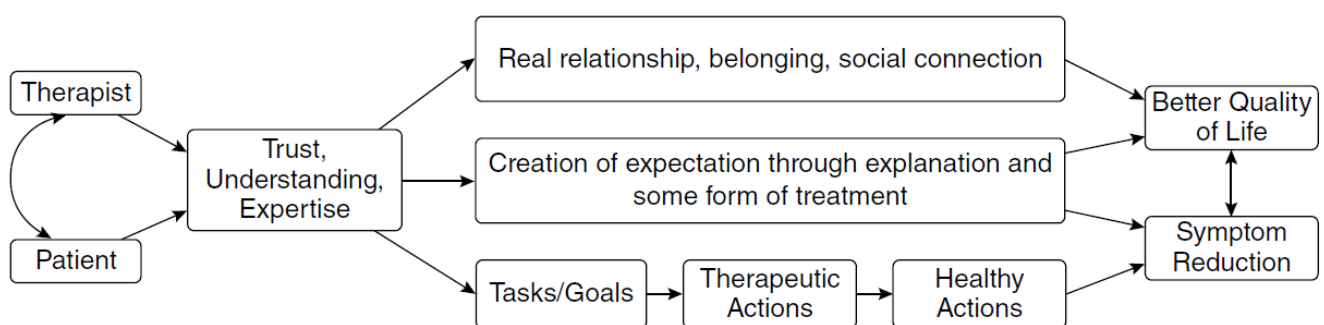 Therapist
Patient
Trust,
Understanding,
Expertise
Real relationship, belonging, social connection
Creation of expectation through explanation and
some form of treatment
Tasks/Goals
Therapeutic
Actions
Healthy
Actions
Better Quality
of Life
Symptom
Reduction